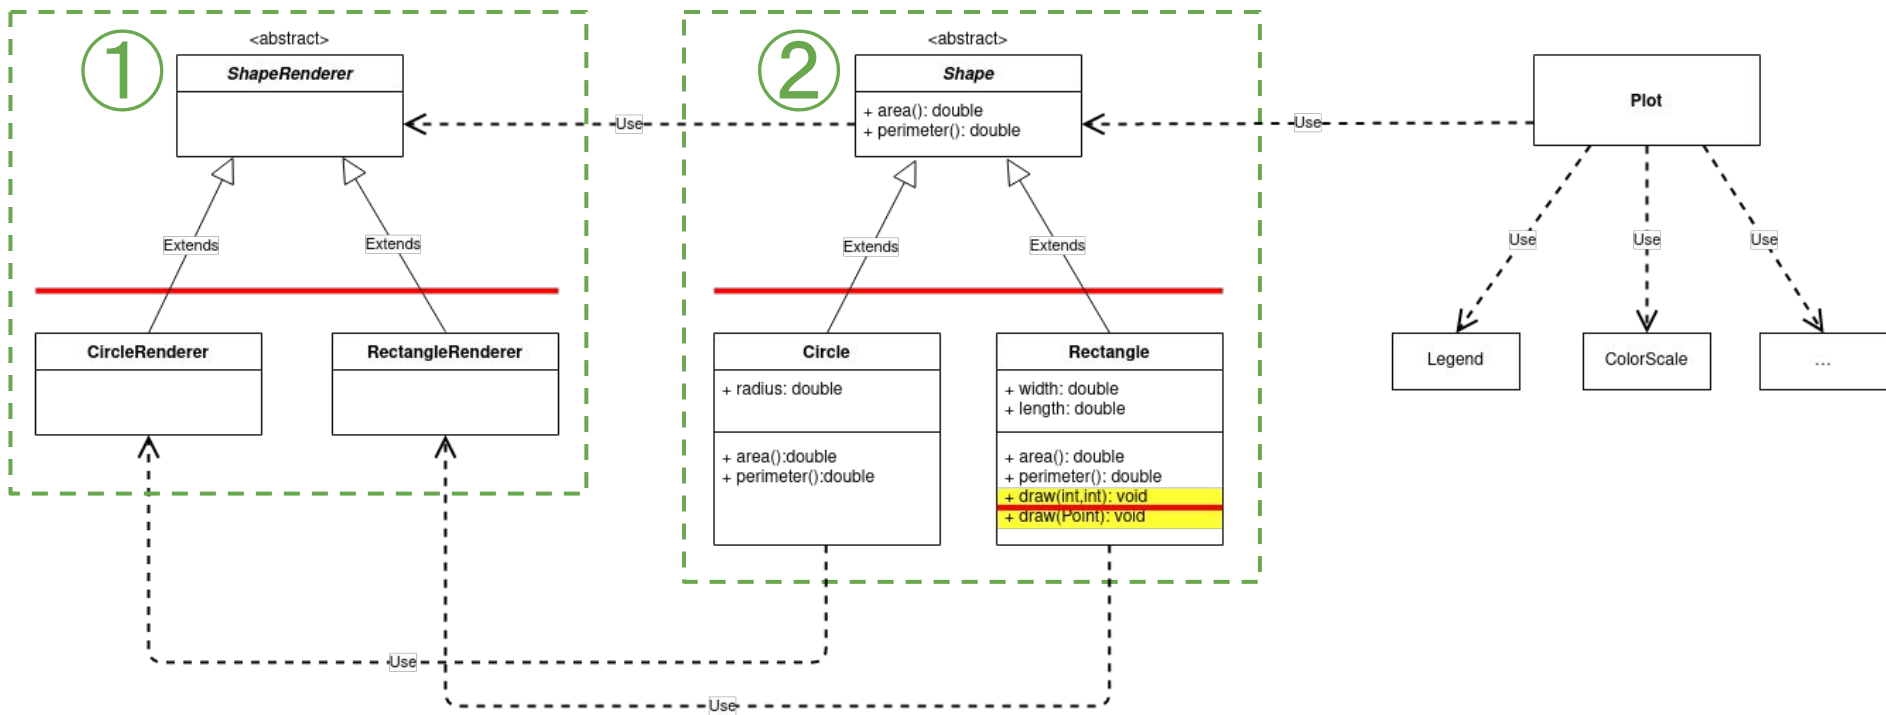 ①
<abstract>
ShapeRenderer
Extends
Extends
CircleRenderer
RectangleRenderer
Use
②
<abstract>
Shape
+ area(): double
+ perimeter(): double
Extends
Extends
Circle
+ radius: double
+ area():double
+ perimeter():double
Rectangle
+ width: double
+ length: double
+ area(): double
+ perimeter(): double
+ draw(int,int): void
+ draw(Point): void
Use
Use
Use
Plot
Use
Use
Use
Legend
ColorScale
...